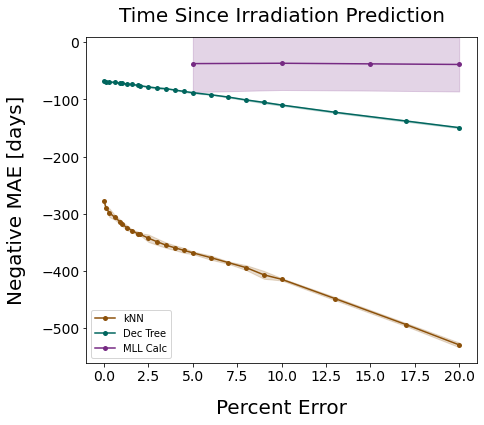 Time Since Irradiation Prediction
Negative MAE [days]
0
−100
−200
−300
−400
−500
kNN
Dec Tree
MLL Calc
0.0 2.5 5.0 7.5 10.0 12.5 15.0 17.5 20.0
Percent Error